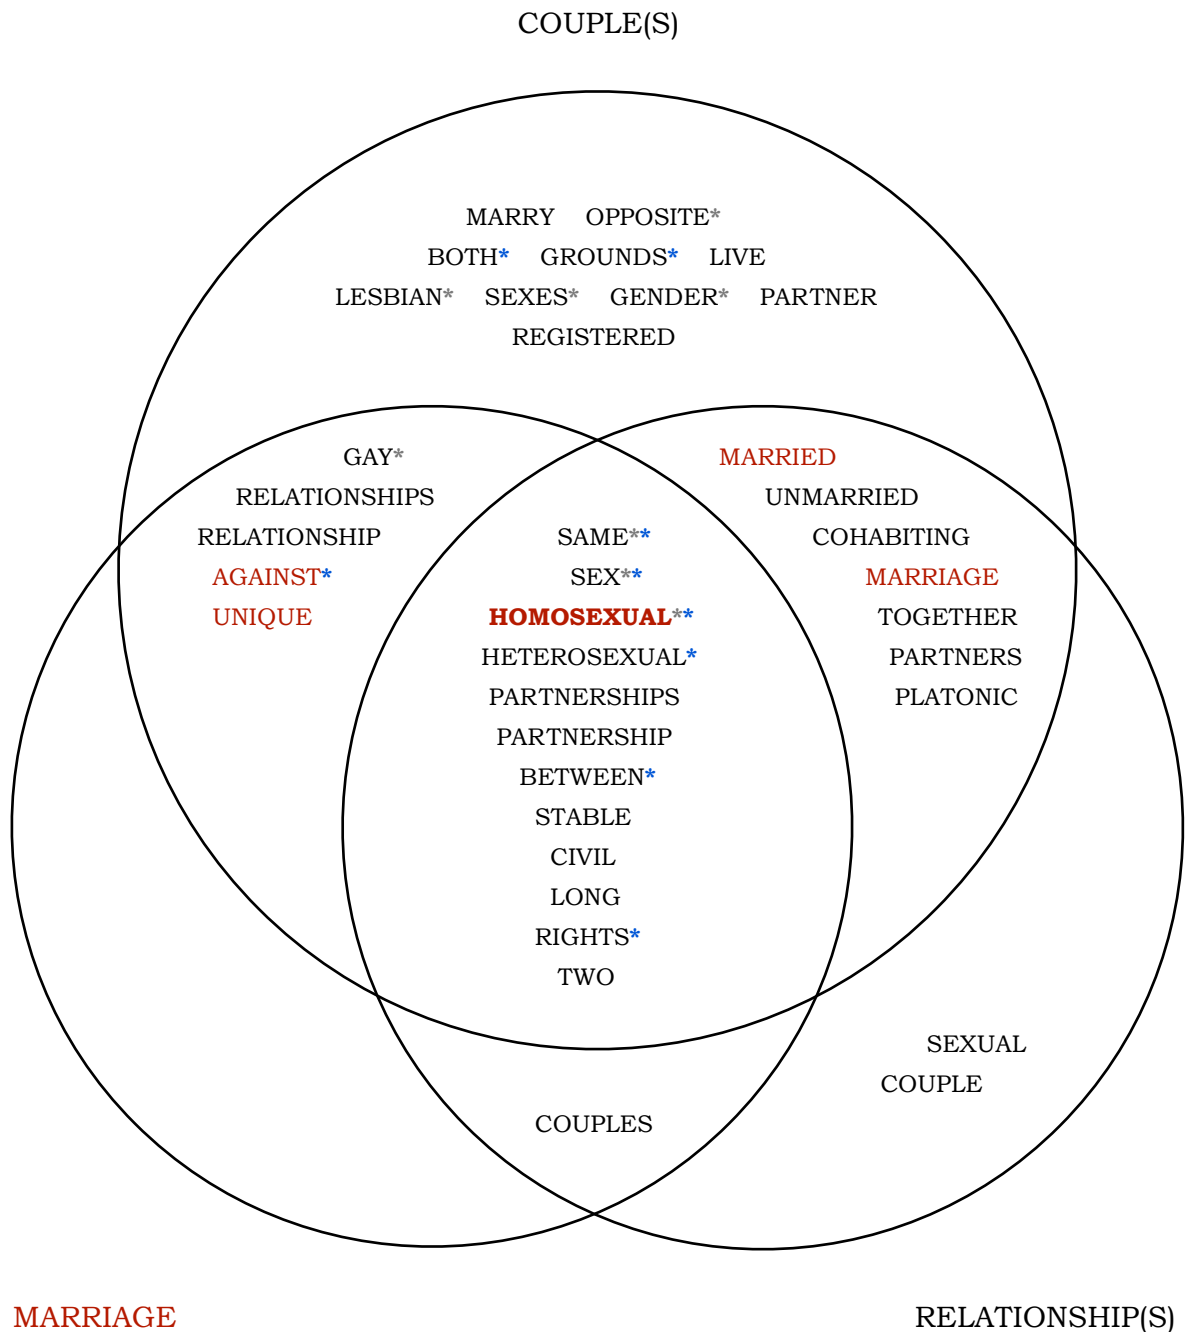 COUPLE(S)
MARRY OPPOSITE*
BOTH* GROUNDS* LIVE
LESBIAN* SEXES* GENDER* PARTNER
REGISTERED
GAY*
RELATIONSHIPS
RELATIONSHIP
AGAINST*
UNIQUE
MARRIED
UNMARRIED
COHABITING
MARRIAGE
TOGETHER
PARTNERS
PLATONIC
SAME**
SEX**
HOMOSEXUAL**
HETEROSEXUAL*
PARTNERSHIPS
PARTNERSHIP
BETWEEN*
STABLE
CIVIL
LONG
RIGHTS*
TWO
SEXUAL
COUPLE
COUPLES
MARRIAGE
RELATIONSHIP(S)